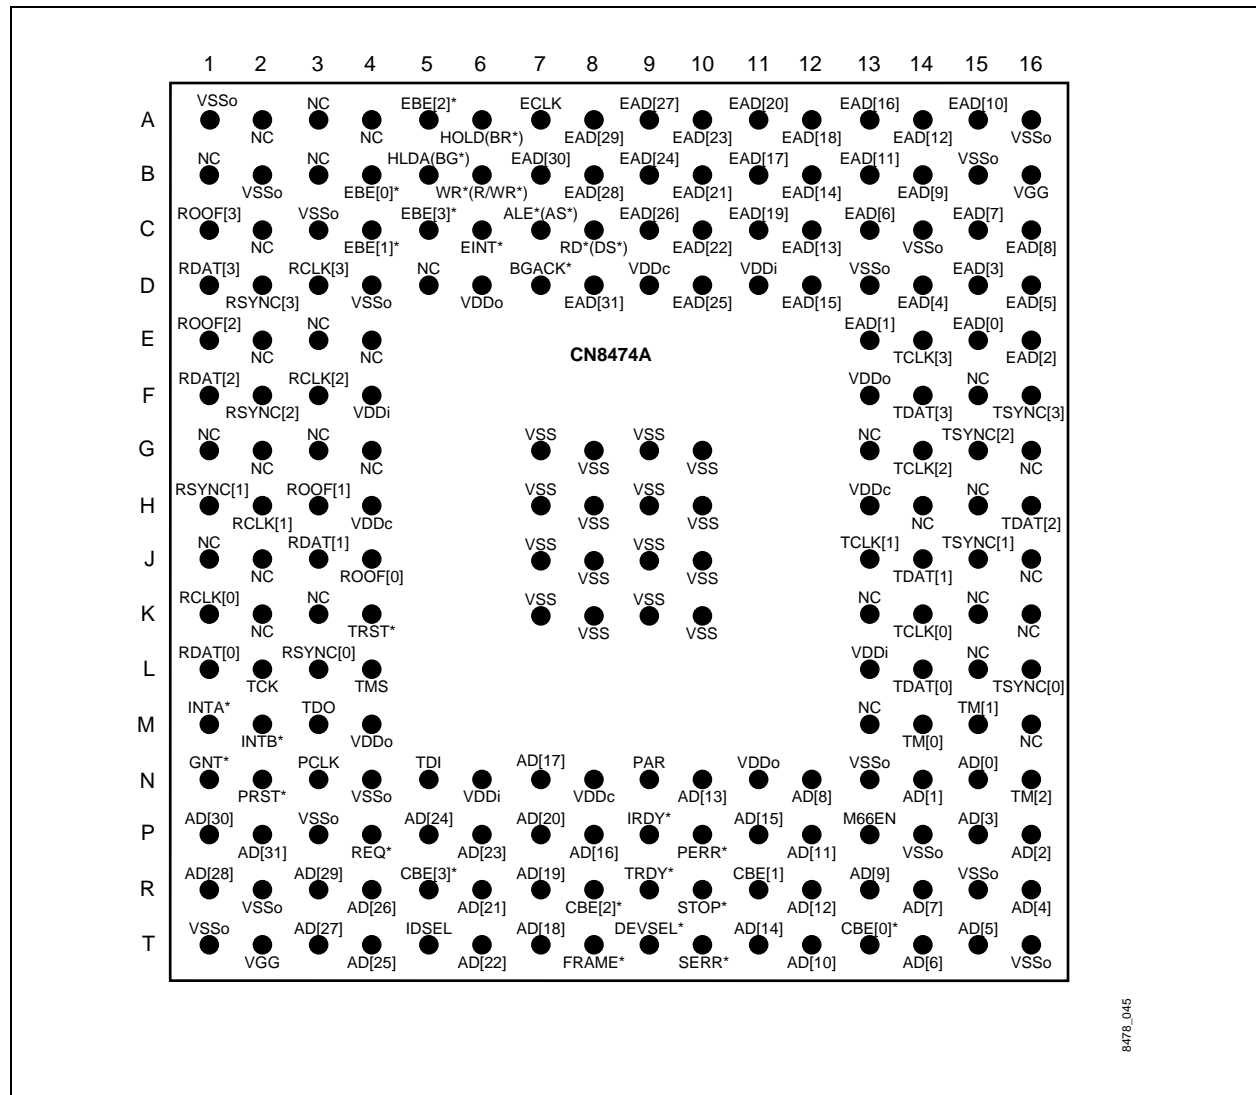 1 2 3 4 5 6 7 8 9 10 11 12 13 14 15 16
VSSo NC EBE[2]* ECLK EAD[27] EAD[20] EAD[16] EAD[10]
A
NC NC HOLD(BR*) EAD[29] EAD[23] EAD[18] EAD[12] VSSo
NC NC HLDA(BG*) EAD[30] EAD[24] EAD[17] EAD[11] VSSo
B
VSSo EBE[0]* WR*(R/WR*) EAD[28] EAD[21] EAD[14] EAD[9] VGG
ROOF[3] VSSo EBE[3]* ALE*(AS*) EAD[26] EAD[19] EAD[6] EAD[7]
C
NC EBE[1]* EINT* RD*(DS*) EAD[22] EAD[13] VSSo EAD[8]
RDAT[3] RCLK[3] NC BGACK* VDDc VDDi VSSo EAD[3]
D
RSYNC[3] VSSo VDDo EAD[31] EAD[25] EAD[15] EAD[4] EAD[5]
ROOF[2] NC EAD[1] EAD[0]
E
CN8474A
NC NC TCLK[3] EAD[2]
RDAT[2] RCLK[2] VDDo NC
F
RSYNC[2] VDDi TDAT[3] TSYNC[3]
NC NC VSS VSS NC TSYNC[2]
G
NC NC VSS VSS TCLK[2] NC
RSYNC[1] ROOF[1] VSS VSS VDDc NC
H
RCLK[1] VDDc VSS VSS NC TDAT[2]
NC RDAT[1] VSS VSS TCLK[1] TSYNC[1]
J
NC ROOF[0] VSS VSS TDAT[1] NC
RCLK[0] NC VSS VSS NC NC
K
NC TRST* VSS VSS TCLK[0] NC
RDAT[0] RSYNC[0] VDDi NC
L
TCK TMS TDAT[0] TSYNC[0]
INTA* TDO NC TM[1]
M
INTB* VDDo TM[0] NC
GNT* PCLK TDI AD[17] PAR VDDo VSSo AD[0]
N
PRST* VSSo VDDi VDDc AD[13] AD[8] AD[1] TM[2]
AD[30] VSSo AD[24] AD[20] IRDY* AD[15] M66EN AD[3]
P
AD[31] REQ* AD[23] AD[16] PERR* AD[11] VSSo AD[2]
AD[28] AD[29] CBE[3]* AD[19] TRDY* CBE[1] AD[9] VSSo
R
VSSo AD[26] AD[21] CBE[2]* STOP* AD[12] AD[7] AD[4]
VSSo AD[27] IDSEL AD[18] DEVSEL* AD[14] CBE[0]* AD[5]
T
VGG AD[25] AD[22] FRAME* SERR* AD[10] AD[6] VSSo
8478_045